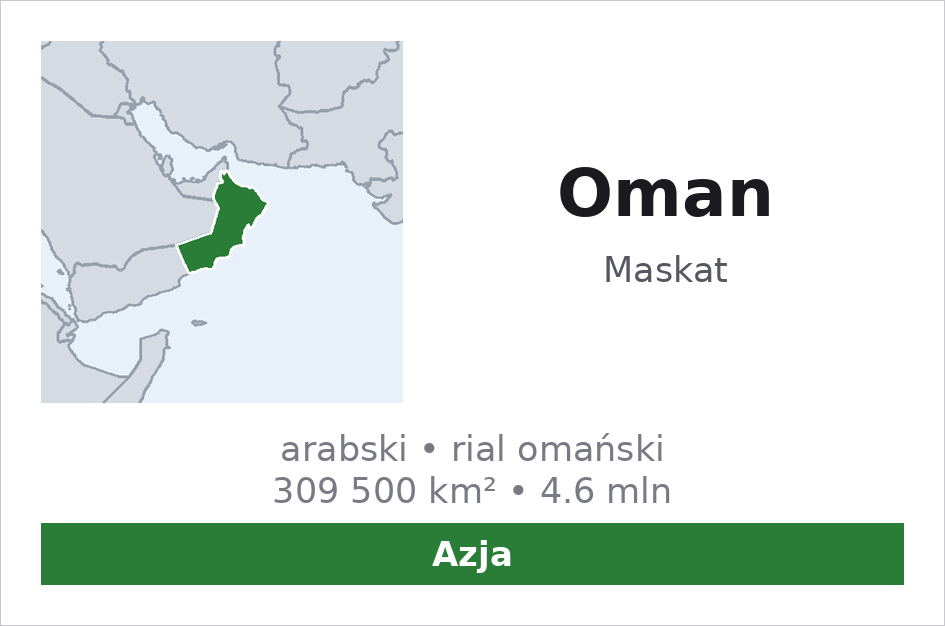 Oman
Maskat
arabski • rial omański
309 500 km² • 4.6 mln
Azja